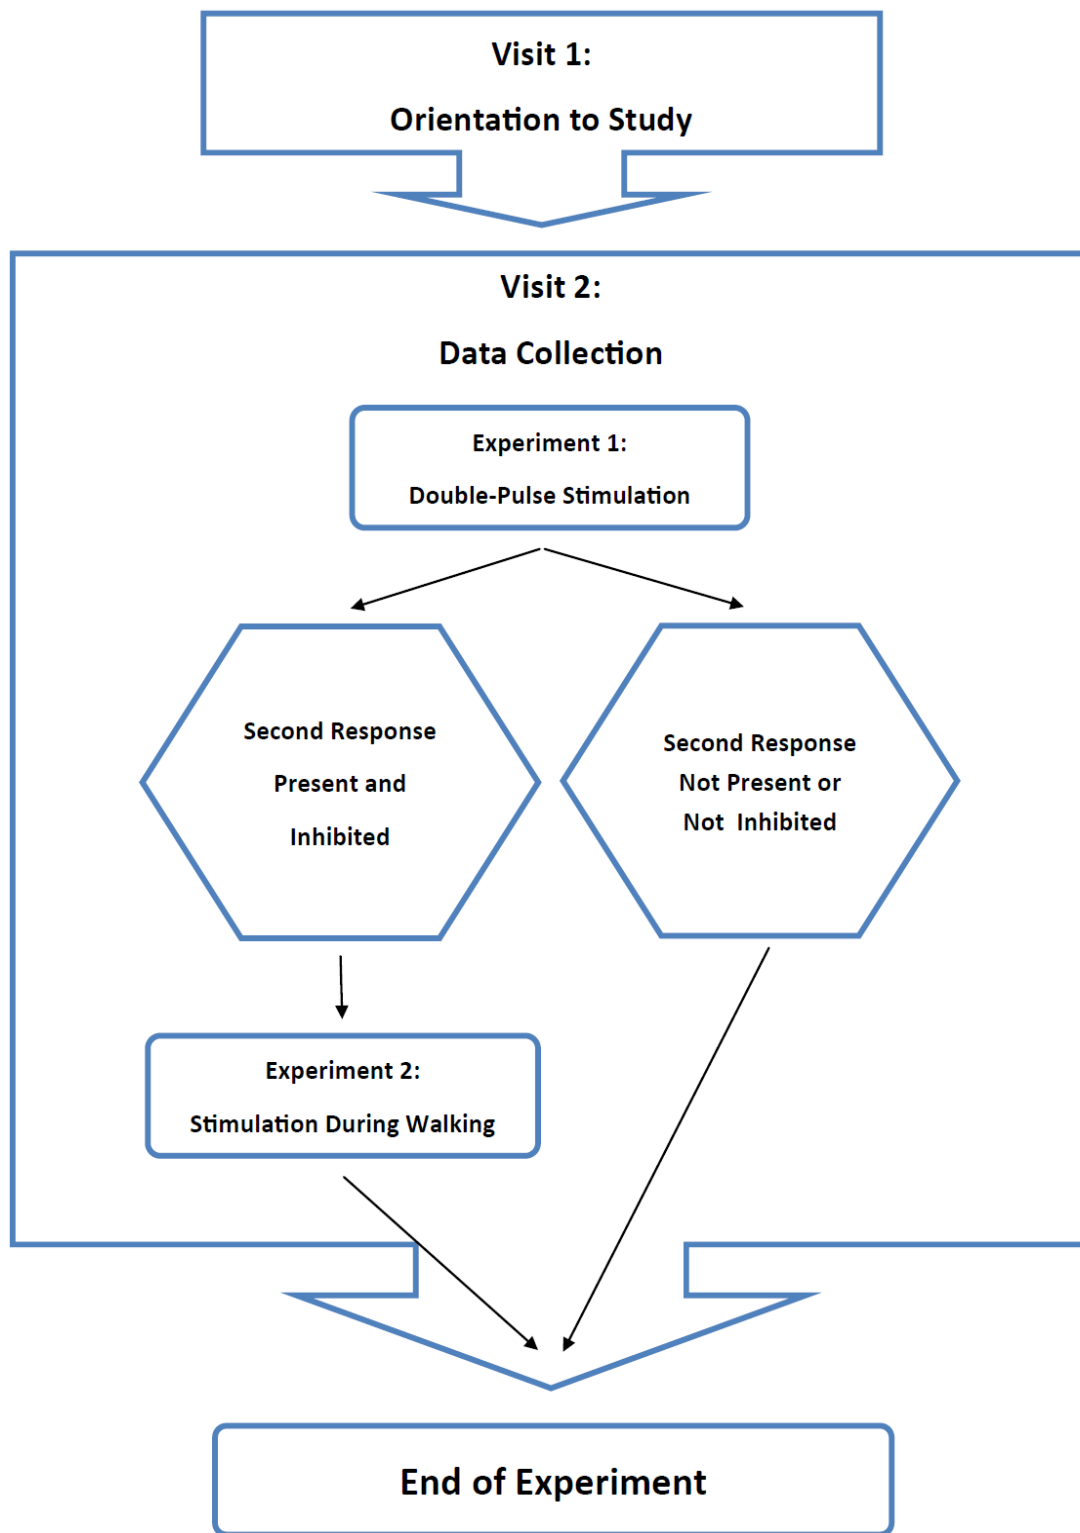 Visit 1:
Orientation to Study
Visit 2:
Data Collection
Experiment 1:
Double-Pulse Stimulation
Second Response
Present and
Inhibited
Second Response
Not Present or
Not Inhibited
Experiment 2:
Stimulation During Walking
End of Experiment